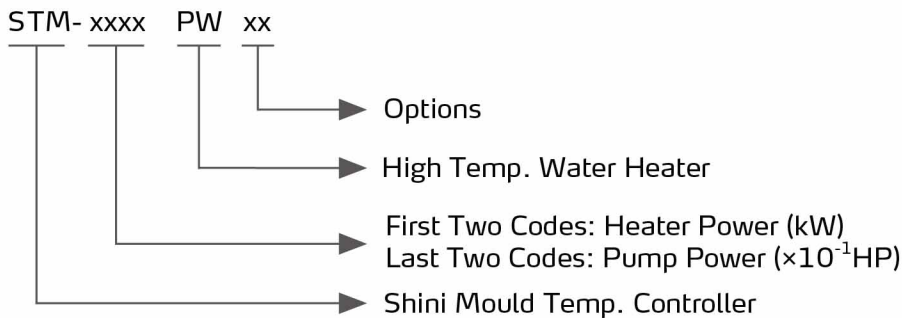 STM- xxxx PW xx
Options
High Temp. Water Heater
First Two Codes: Heater Power (kW)
Last Two Codes: Pump Power (×10⁻¹HP)
Shini Mould Temp. Controller